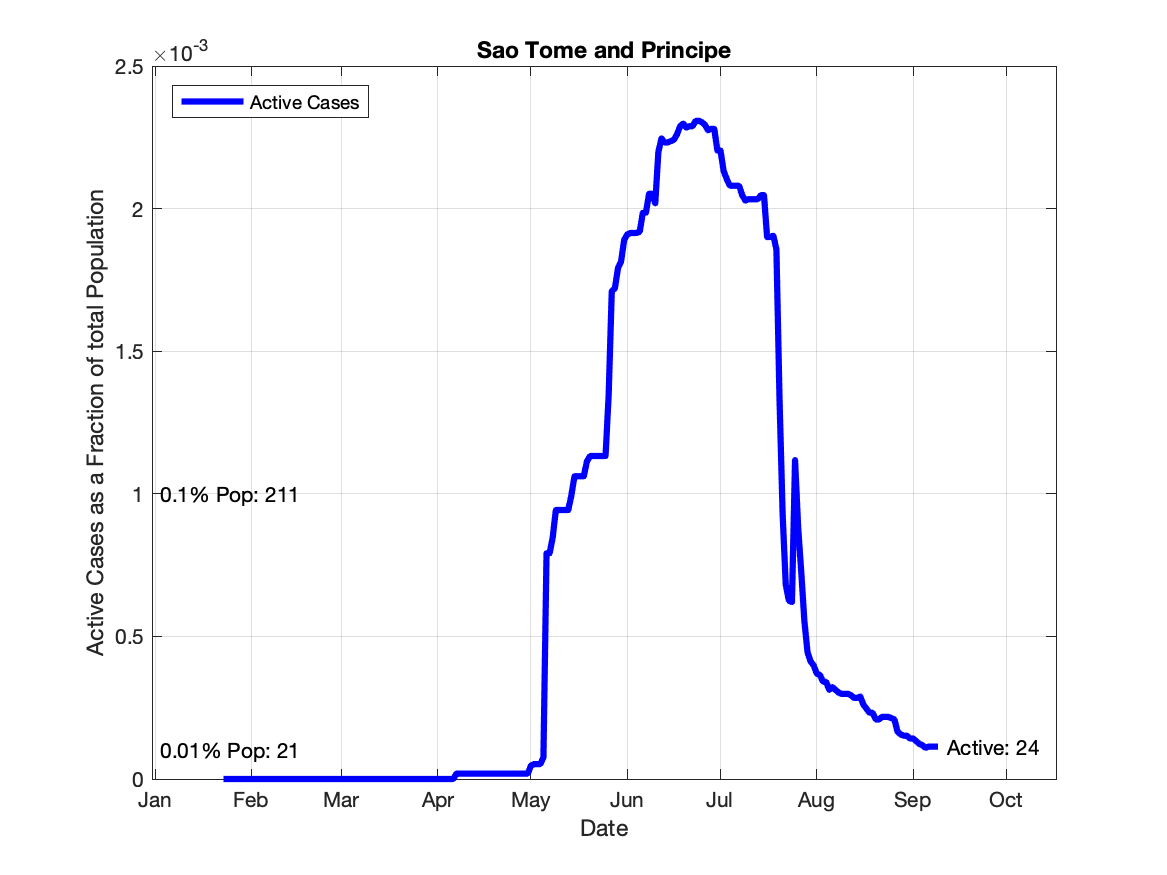 Sao Tome and Principe
×10-3
2.5
2
1.5
1
0.5
0
Active Cases as a Fraction of total Population
Active Cases
0.1% Pop: 211
0.01% Pop: 21
Active: 24
Jan Feb Mar Apr May Jun Jul Aug Sep Oct
Date